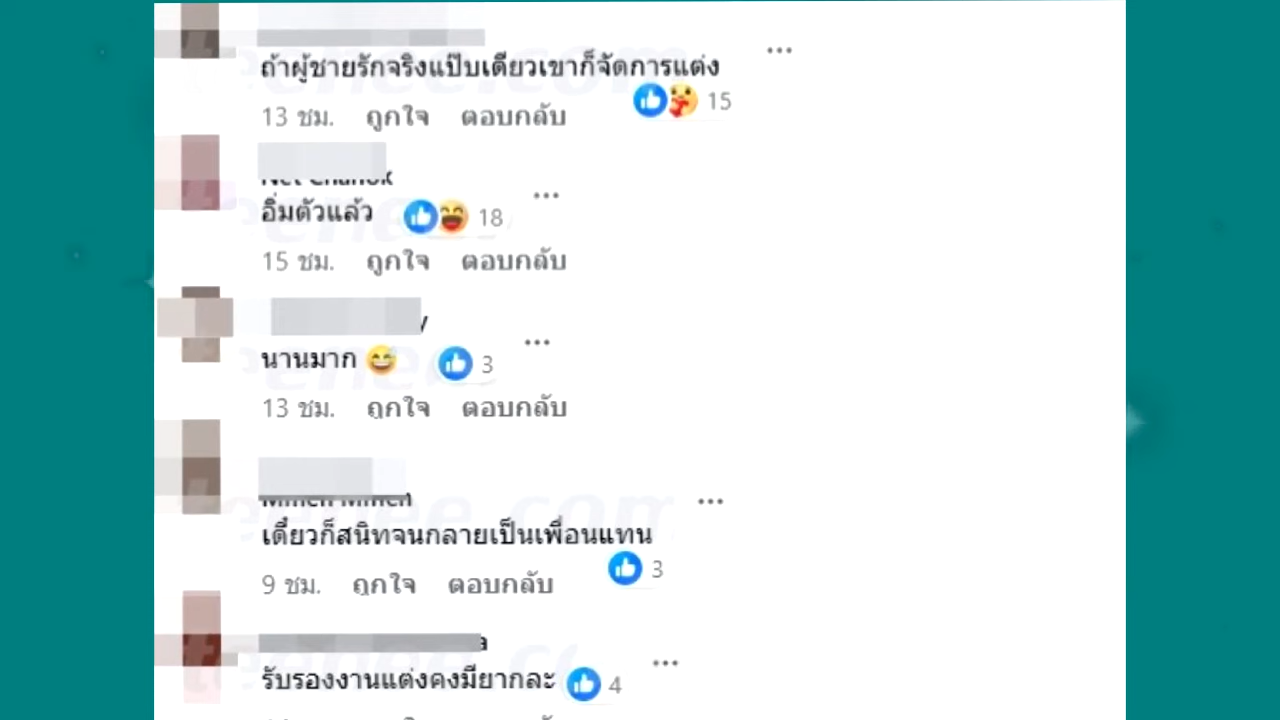 ถ้าผู้ชายรักจริงแป๊บเดียวเขาก็จัดการแต่ง
15
13 ชม. ถูกใจ ตอบกลับ
อิ่มตัวแล้ว 18
15 ชม. ถูกใจ ตอบกลับ
นานมาก 3
13 ชม. ถูกใจ ตอบกลับ
เดี๋ยวก็สนิทจนกลายเป็นเพื่อนแทน
3
9 ชม. ถูกใจ ตอบกลับ
รับรองงานแต่งคงมียากละ 4